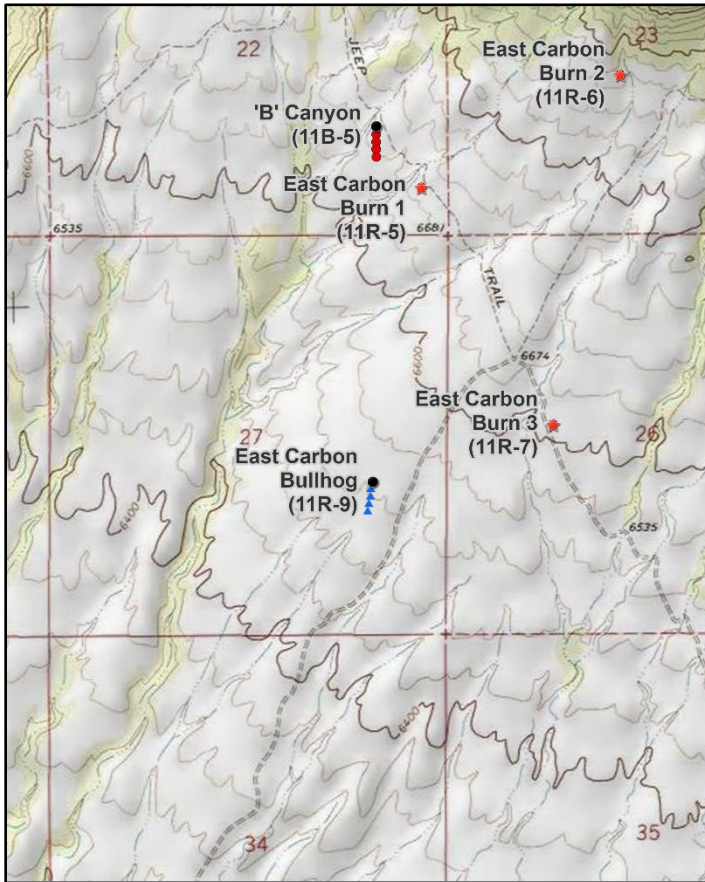 22
23
JEEP
East Carbon
Burn 2
(11R-6)
'B' Canyon
(11B-5)
6600
East Carbon
Burn 1
(11R-5)
6535
6681
TRAIL
6600
6674
East Carbon
Burn 3
(11R-7)
27
26
East Carbon
Bullhog
(11R-9)
6400
6535
6400
34
35